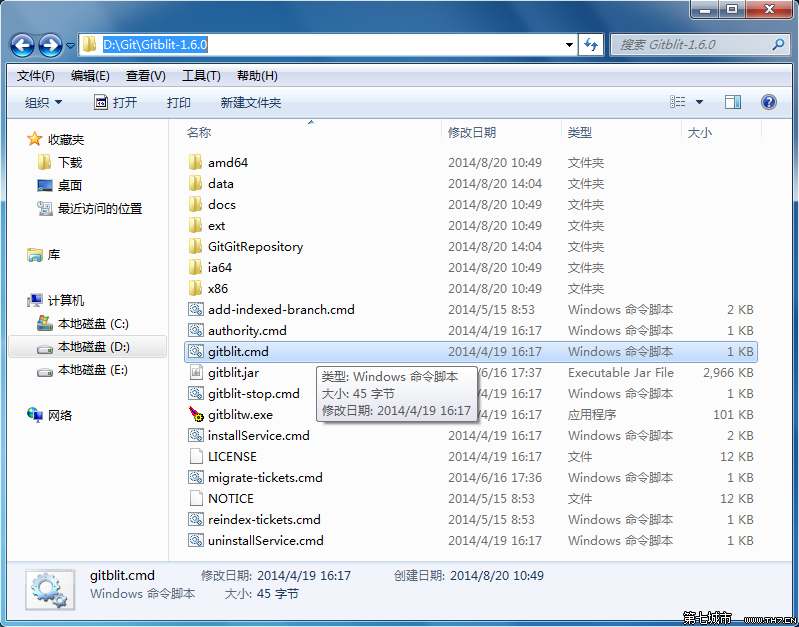 D:\Git\Gitblit-1.6.0
搜索 Gitblit-1.6.0
文件(F) 编辑(E) 查看(V) 工具(T) 帮助(H)
组织 打开 打印 新建文件夹
名称 修改日期 类型 大小
收藏夹
下载
桌面
最近访问的位置
库
计算机
本地磁盘 (C:)
本地磁盘 (D:)
本地磁盘 (E:)
网络
amd64 2014/8/20 10:49 文件夹
data 2014/8/20 14:04 文件夹
docs 2014/8/20 10:49 文件夹
ext 2014/8/20 10:49 文件夹
GitGitRepository 2014/8/20 14:04 文件夹
ia64 2014/8/20 10:49 文件夹
x86 2014/8/20 10:49 文件夹
add-indexed-branch.cmd 2014/5/15 8:53 Windows 命令脚本 2 KB
authority.cmd 2014/4/19 16:17 Windows 命令脚本 1 KB
gitblit.cmd 2014/4/19 16:17 Windows 命令脚本 1 KB
gitblit.jar /6/16 17:37 Executable Jar File 2,966 KB
gitblit-stop.cmd /4/19 16:17 Windows 命令脚本 1 KB
gitblitw.exe /4/19 16:17 应用程序 101 KB
installService.cmd 2014/4/19 16:17 Windows 命令脚本 2 KB
LICENSE 2014/4/19 16:17 文件 12 KB
migrate-tickets.cmd 2014/6/16 17:36 Windows 命令脚本 1 KB
NOTICE 2014/5/15 8:53 文件 12 KB
reindex-tickets.cmd 2014/5/15 8:53 Windows 命令脚本 1 KB
uninstallService.cmd 2014/4/19 16:17 Windows 命令脚本 1 KB
类型: Windows 命令脚本
大小: 45 字节
修改日期: 2014/4/19 16:17
gitblit.cmd 修改日期: 2014/4/19 16:17 创建日期: 2014/8/20 10:49
Windows 命令脚本 大小: 45 字节
第七城市 www.TH7.CN